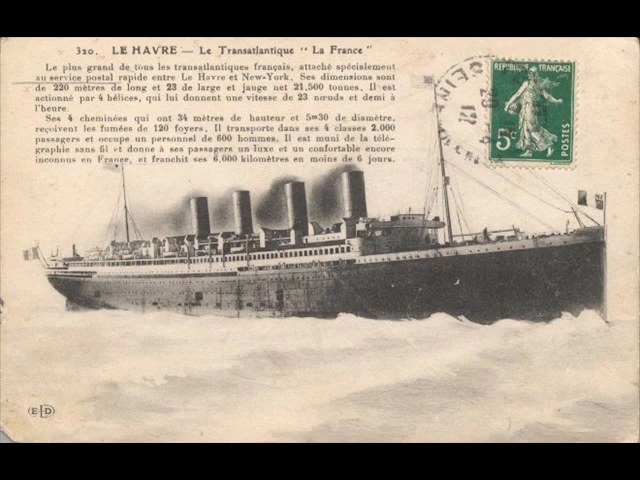 320. LE HAVRE — Le Transatlantique "La France"
Le plus grand de tous les transatlantiques français, attaché spécialement
au service postal rapide entre Le Havre et New-York. Ses dimensions sont
de 220 mètres de long et 23 de large et jauge net 21.500 tonnes. Il est
actionné par 4 hélices, qui lui donnent une vitesse de 23 nœuds et demi à
l'heure.
Ses 4 cheminées qui ont 34 mètres de hauteur et 5m30 de diamètre,
reçoivent les fumées de 120 foyers. Il transporte dans ses 4 classes 2.000
passagers et occupe un personnel de 600 hommes. Il est muni de la télé-
graphie sans fil et donne à ses passagers un luxe et un confortable encore
inconnus en France, et franchit ses 6,000 kilomètres en moins de 6 jours.
REPUBLIQUE FRANÇAISE
5c
POSTES
SEINE
ELD